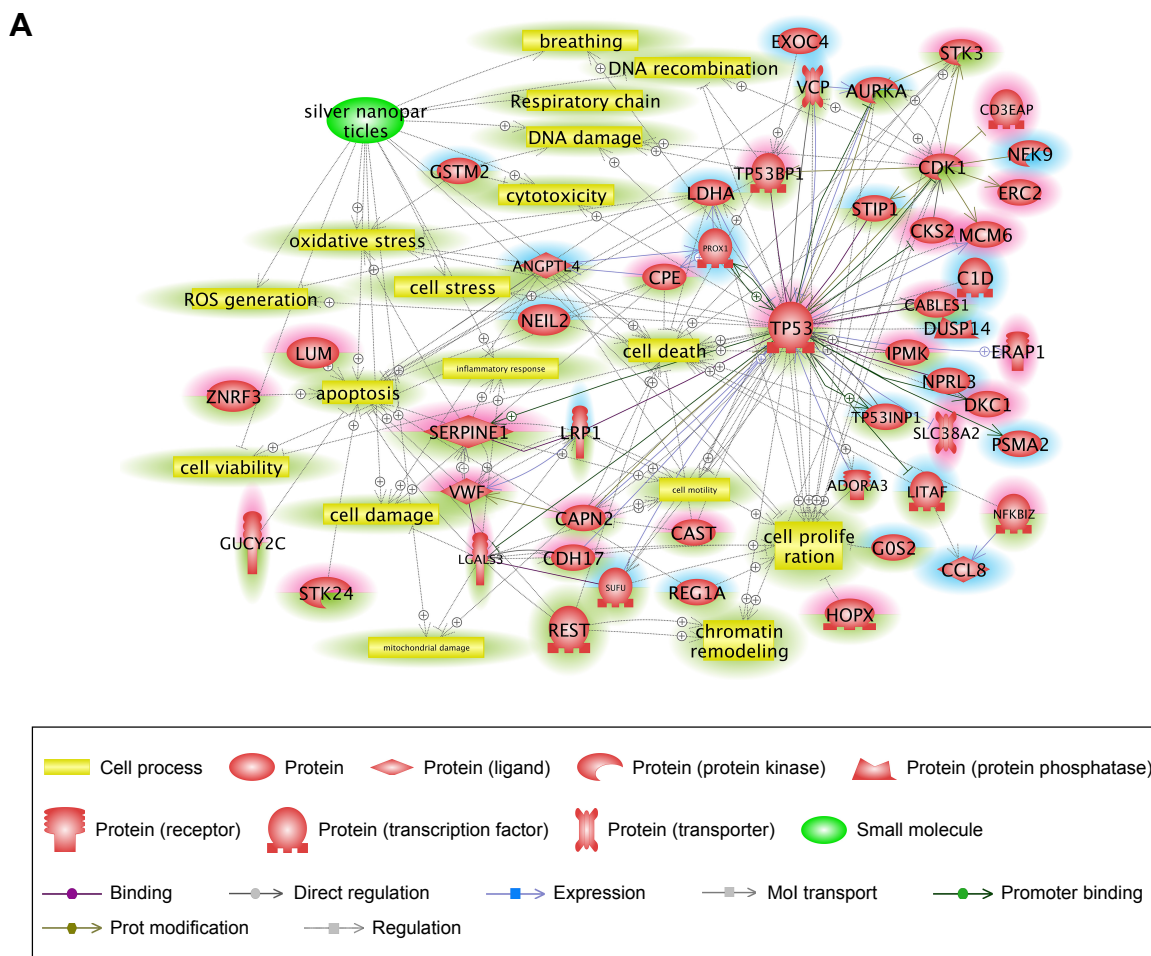 A
breathing
EXOC4
STK3
DNA recombination
VCP
AURKA
Respiratory chain
silver nanopar
ticles
CD3EAP
DNA damage
NEK9
GSTM2
TP53BP1
CDK1
cytotoxicity
LDHA
ERC2
STIP1
CKS2
MCM6
oxidative stress
PROX1
ANGPTL4
CPE
C1D
cell stress
ROS generation
CABLES1
NEIL2
TP53
DUSP14
LUM
cell death
IPMK
ERAP1
inflammatory response
NPRL3
ZNRF3
apoptosis
DKC1
TP53INP1
SERPINE1
LRP1
SLC38A2
PSMA2
cell viability
VWF
cell motility
ADORA3
LITAF
cell damage
CAPN2
NFKBIZ
CAST
cell prolife
ration
GUCY2C
LGALS3
CDH17
G0S2
CCL8
STK24
SUFU
REG1A
HOPX
REST
chromatin
remodeling
mitochondrial damage
Cell process
Protein
Protein (ligand)
Protein (protein kinase)
Protein (protein phosphatase)
Protein (receptor)
Protein (transcription factor)
Protein (transporter)
Small molecule
Binding
Direct regulation
Expression
Mol transport
Promoter binding
Prot modification
Regulation